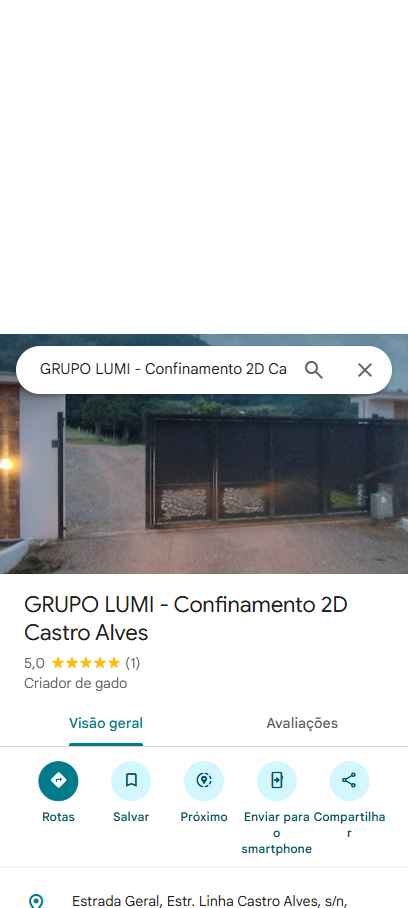 GRUPO LUMI - Confinamento 2D Ca
GRUPO LUMI - Confinamento 2D
Castro Alves
5,0 (1)
Criador de gado
Visão geral
Avaliações
Rotas
Salvar
Próximo
Enviar para
o
smartphone
Compartilha
r
Estrada Geral, Estr. Linha Castro Alves, s/n,